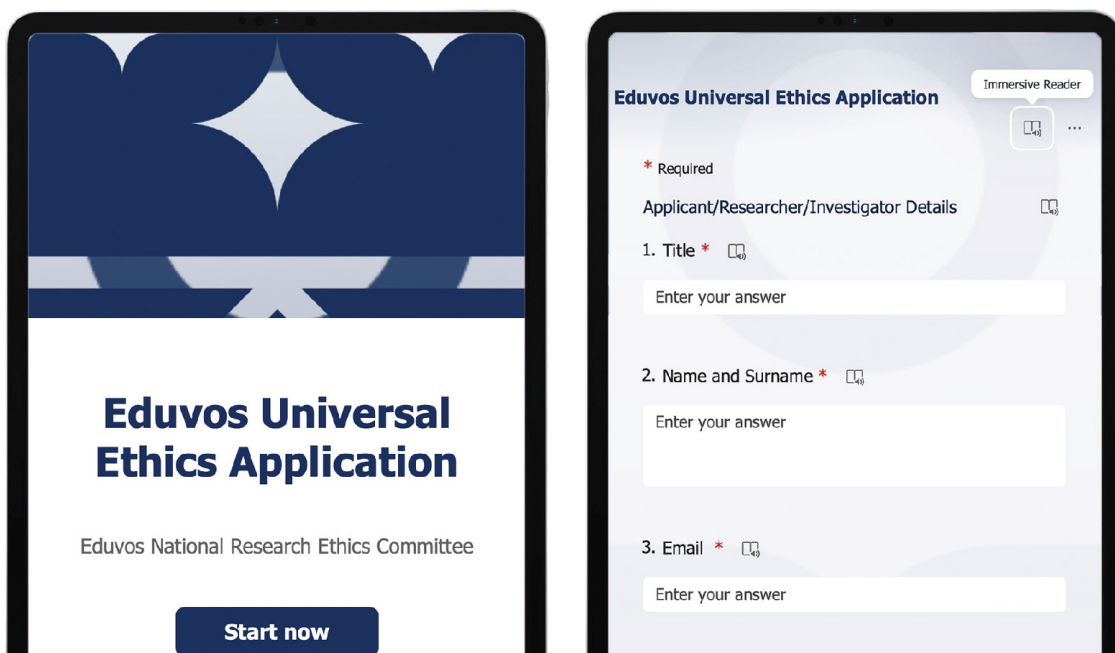 Eduvos Universal
Ethics Application
Eduvos National Research Ethics Committee
Start now
Immersive Reader
Eduvos Universal Ethics Application
...
* Required
Applicant/Researcher/Investigator Details
1. Title *
Enter your answer
2. Name and Surname *
Enter your answer
3. Email *
Enter your answer